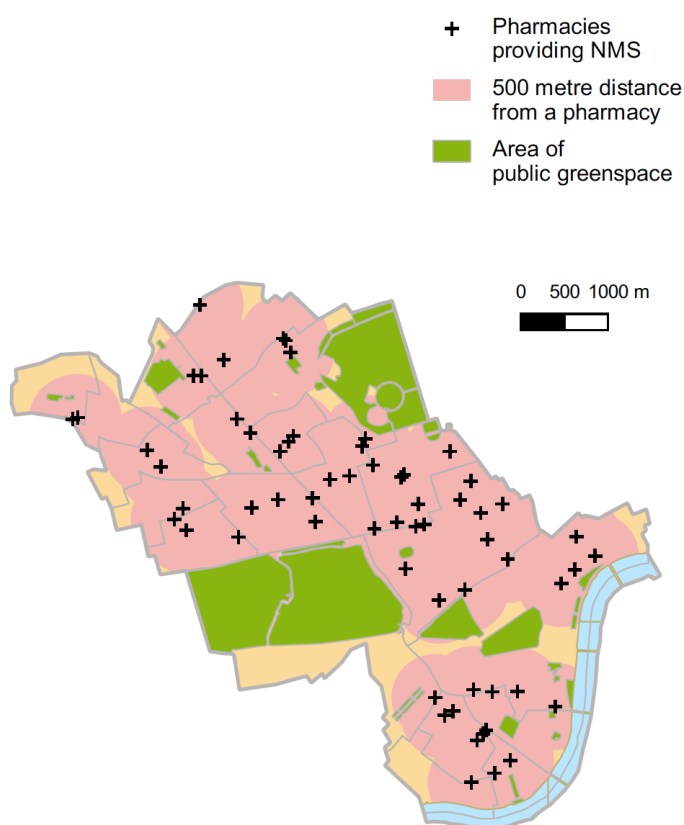 Pharmacies
providing NMS
500 metre distance
from a pharmacy
Area of
public greenspace
0 500 1000 m